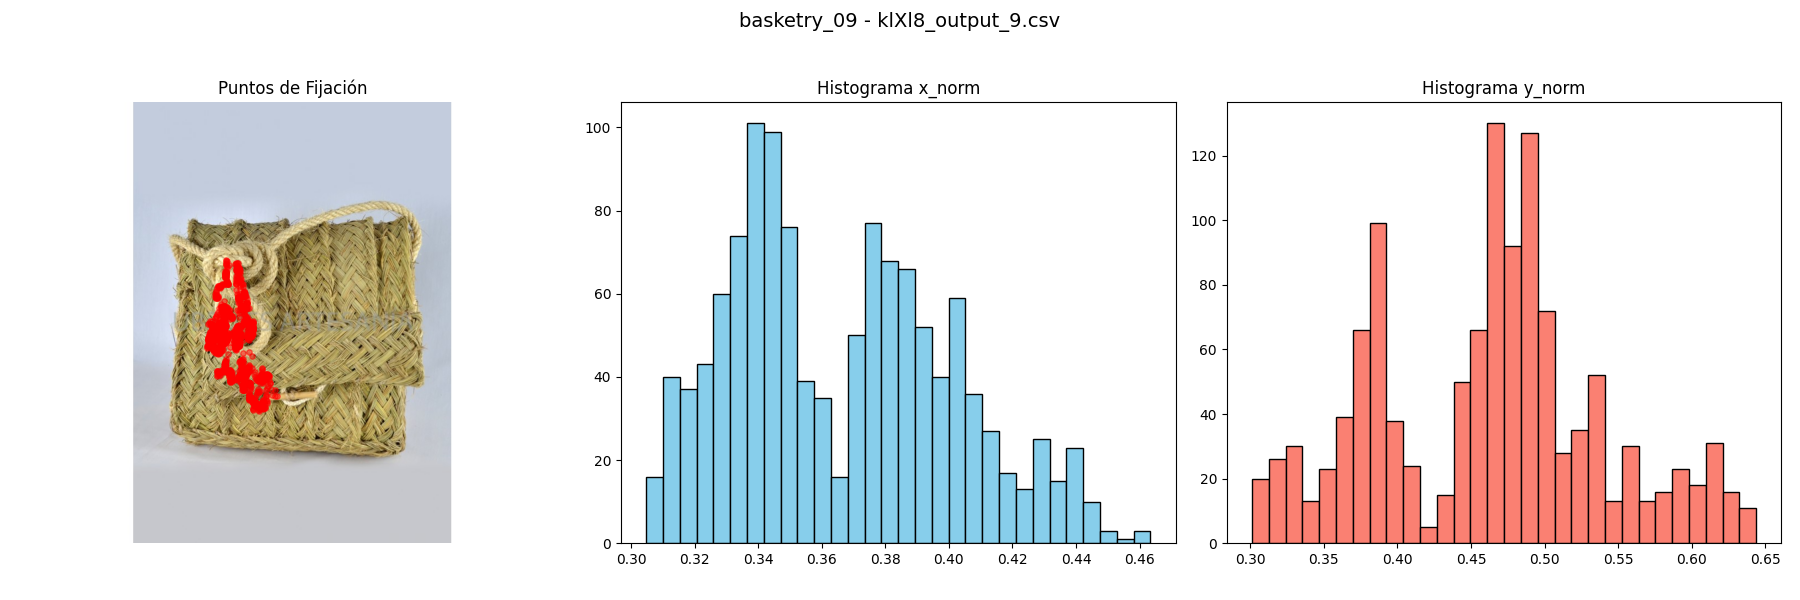 basketry_09 - klXl8_output_9.csv
Puntos de Fijación
Histograma x_norm
100
80
60
40
20
0
0.30 0.32 0.34 0.36 0.38 0.40 0.42 0.44 0.46
Histograma y_norm
120
100
80
60
40
20
0
0.30 0.35 0.40 0.45 0.50 0.55 0.60 0.65